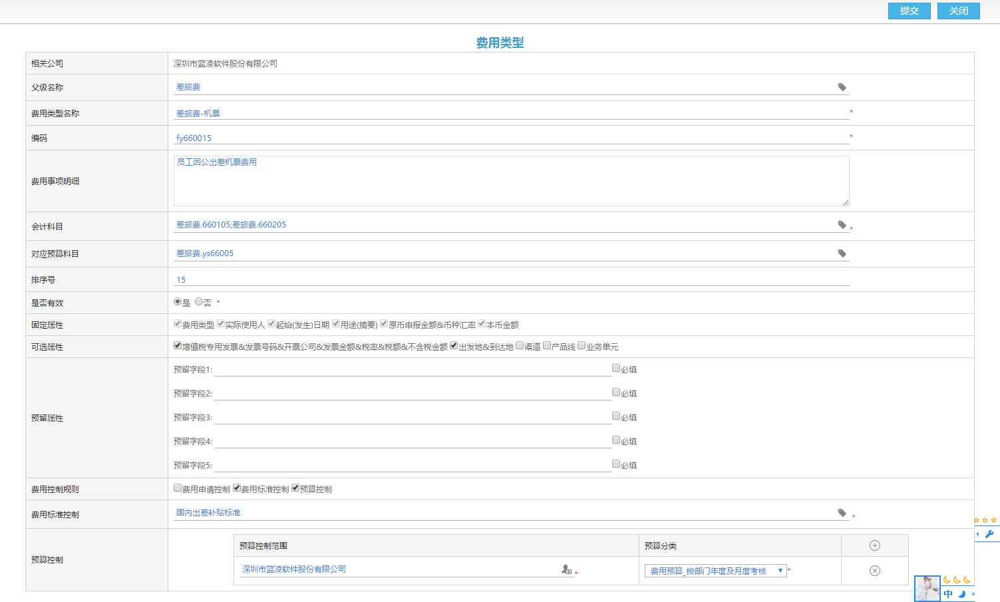 提交 关闭
费用类型
相关公司 深圳市蓝凌软件股份有限公司
父级名称 差旅费
费用类型名称 差旅费-机票 *
编码 fy660015 *
费用事项明细 员工因公出差机票费用
会计科目 差旅费.660105;差旅费.660205 *
对应预算科目 差旅费.ys66005
排序号 15
是否有效 是 否 *
固定属性 费用类型 实际使用人 起始(发生)日期 用途(摘要) 原币申报金额&币种汇率 本币金额
可选属性 增值税专用发票&发票号码&开票公司&发票金额&税率&税额&不含税金额 出发地&到达地 渠道 产品线 业务单元
预留属性
预留字段1: 必填
预留字段2: 必填
预留字段3: 必填
预留字段4: 必填
预留字段5: 必填
费用控制规则 费用申请控制 费用标准控制 预算控制
费用标准控制 国内出差补贴标准 *
预算控制
预算控制范围 预算分类
深圳市蓝凌软件股份有限公司 * 费用预算_按部门年度及月度考核 *
中